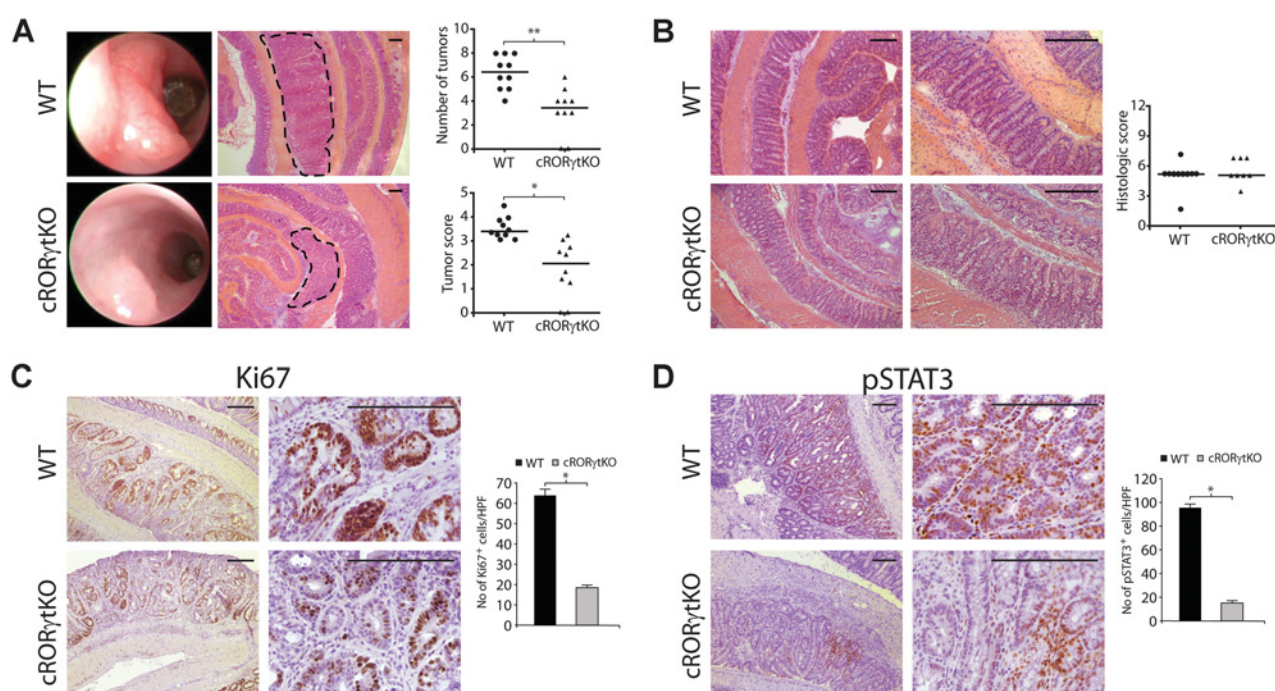 A
WT
cRORγtKO
Number of tumors
10
8
6
4
2
0
**
WT cRORγtKO
Tumor score
5
4
3
2
1
0
*
WT cRORγtKO
B
WT
cRORγtKO
Histologic score
12
9
6
3
0
WT cRORγtKO
C
Ki67
WT
cRORγtKO
WT cRORγtKO
No of Ki67+ cells/HPF
70
60
50
40
30
20
10
0
*
D
pSTAT3
WT
cRORγtKO
WT cRORγtKO
No of pSTAT3+ cells/HPF
120
100
80
60
40
20
0
*